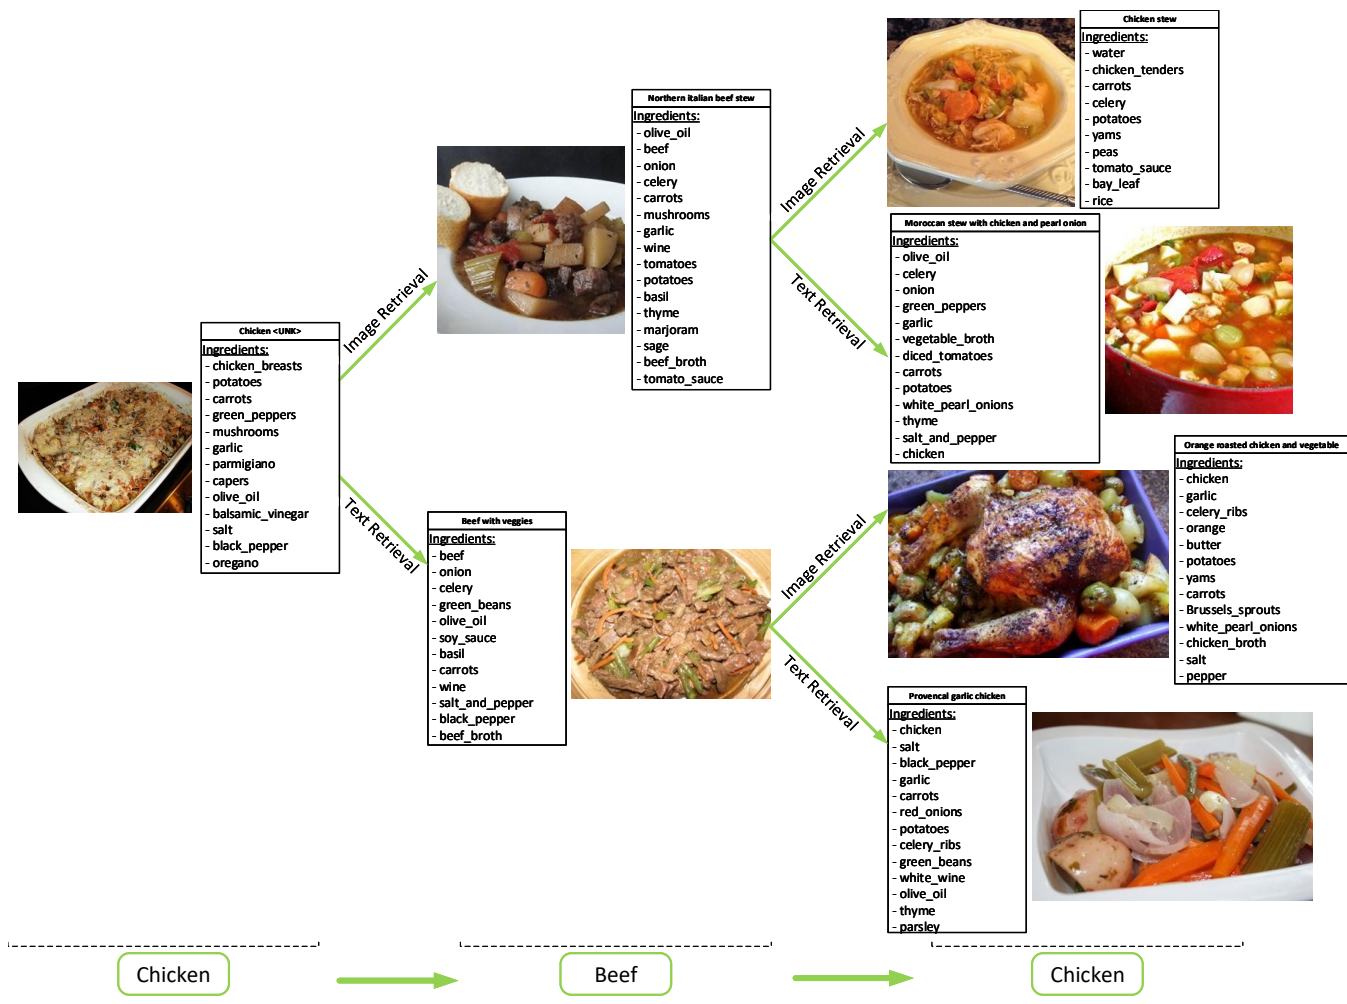 Chicken <UNK>
Ingredients:
- chicken_breasts
- potatoes
- carrots
- green_peppers
- mushrooms
- garlic
- parmigiano
- capers
- olive_oil
- balsamic_vinegar
- salt
- black_pepper
- oregano
Image Retrieval
Text Retrieval
Northern italian beef stew
Ingredients:
- olive_oil
- beef
- onion
- celery
- carrots
- mushrooms
- garlic
- wine
- tomatoes
- potatoes
- basil
- thyme
- marjoram
- sage
- beef_broth
- tomato_sauce
Beef with veggies
Ingredients:
- beef
- onion
- celery
- green_beans
- olive_oil
- soy_sauce
- basil
- carrots
- wine
- salt_and_pepper
- black_pepper
- beef_broth
Image Retrieval
Text Retrieval
Chicken stew
Ingredients:
- water
- chicken_tenders
- carrots
- celery
- potatoes
- yams
- peas
- tomato_sauce
- bay_leaf
- rice
Moroccan stew with chicken and pearl onion
Ingredients:
- olive_oil
- celery
- onion
- green_peppers
- garlic
- vegetable_broth
- diced_tomatoes
- carrots
- potatoes
- white_pearl_onions
- thyme
- salt_and_pepper
- chicken
Image Retrieval
Text Retrieval
Orange roasted chicken and vegetable
Ingredients:
- chicken
- garlic
- celery_ribs
- orange
- butter
- potatoes
- yams
- carrots
- Brussels_sprouts
- white_pearl_onions
- chicken_broth
- salt
- pepper
Provencal garlic chicken
Ingredients:
- chicken
- salt
- black_pepper
- garlic
- carrots
- red_onions
- potatoes
- celery_ribs
- green_beans
- white_wine
- olive_oil
- thyme
- parsley
Chicken
Beef
Chicken